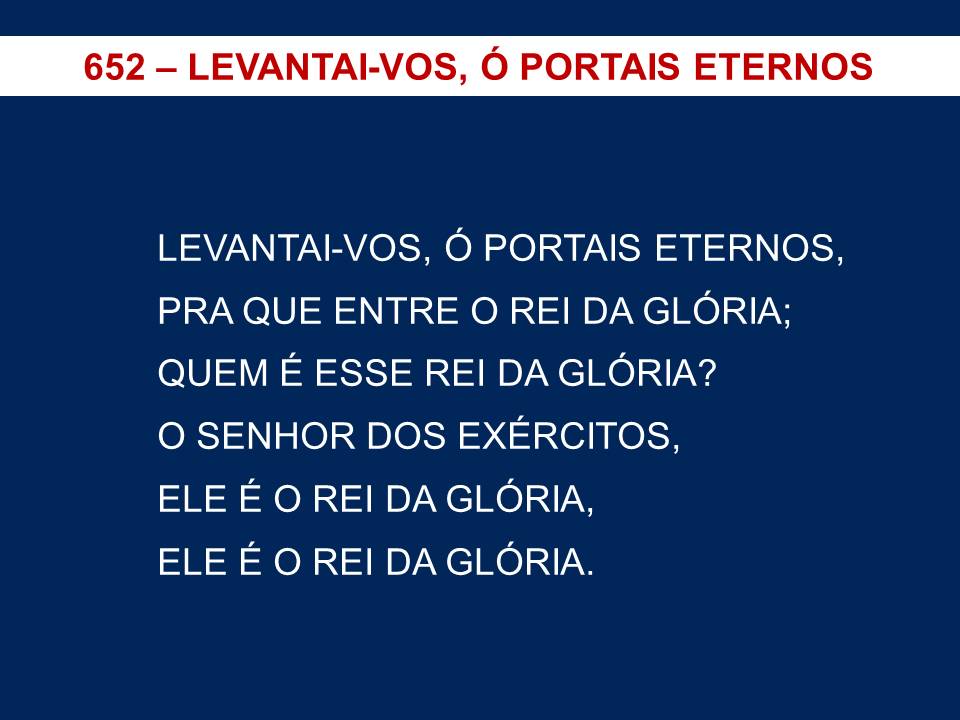 652 – LEVANTAI-VOS, Ó PORTAIS ETERNOS
LEVANTAI-VOS, Ó PORTAIS ETERNOS,
PRA QUE ENTRE O REI DA GLÓRIA;
QUEM É ESSE REI DA GLÓRIA?
O SENHOR DOS EXÉRCITOS,
ELE É O REI DA GLÓRIA,
ELE É O REI DA GLÓRIA.